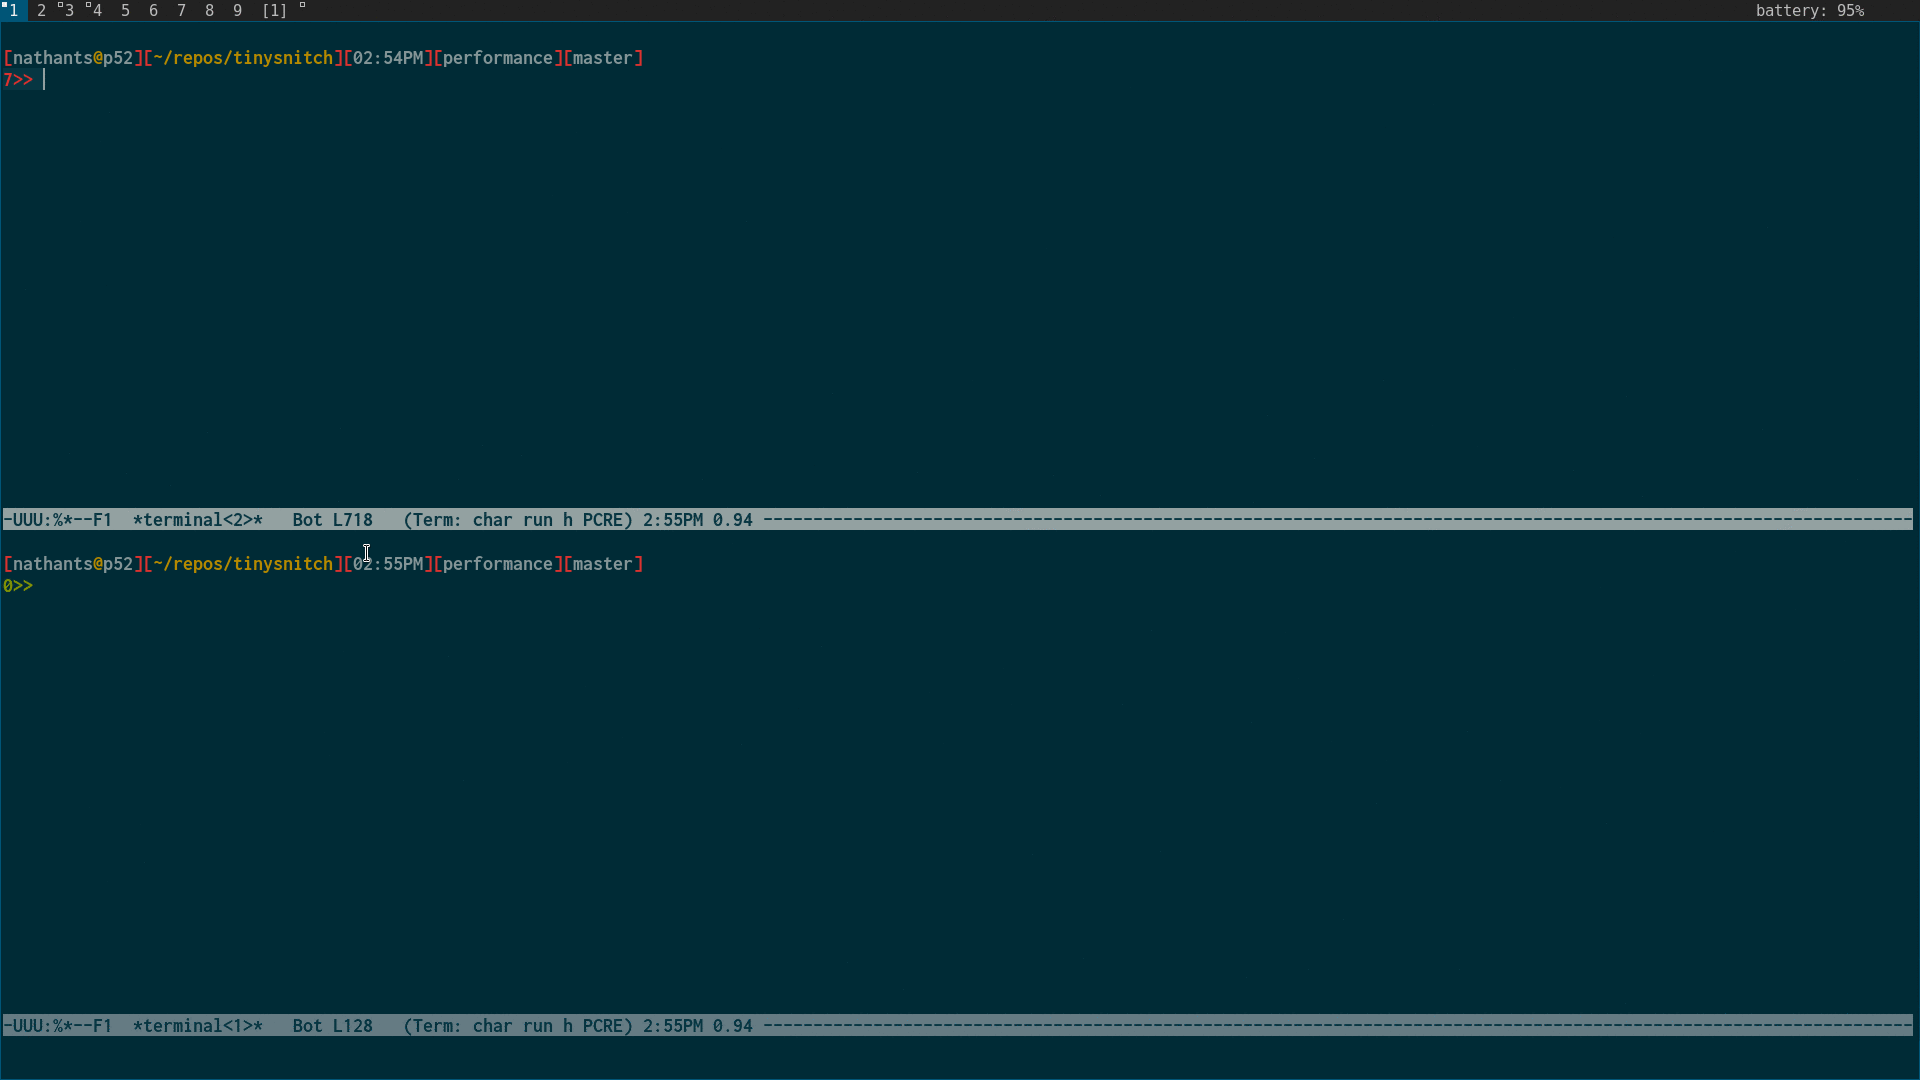 1 2 3 4 5 6 7 8 9 [1] battery: 95%
[nathants@p52][~/repos/tinysnitch][02:54PM][performance][master]
7>>
-UUU:%*--F1  *terminal<2>*   Bot L718   (Term: char run h PCRE) 2:55PM 0.94 -------------------------------------------------------------------------------------------------------------------
[nathants@p52][~/repos/tinysnitch][02:55PM][performance][master]
0>>
-UUU:%*--F1  *terminal<1>*   Bot L128   (Term: char run h PCRE) 2:55PM 0.94 -------------------------------------------------------------------------------------------------------------------